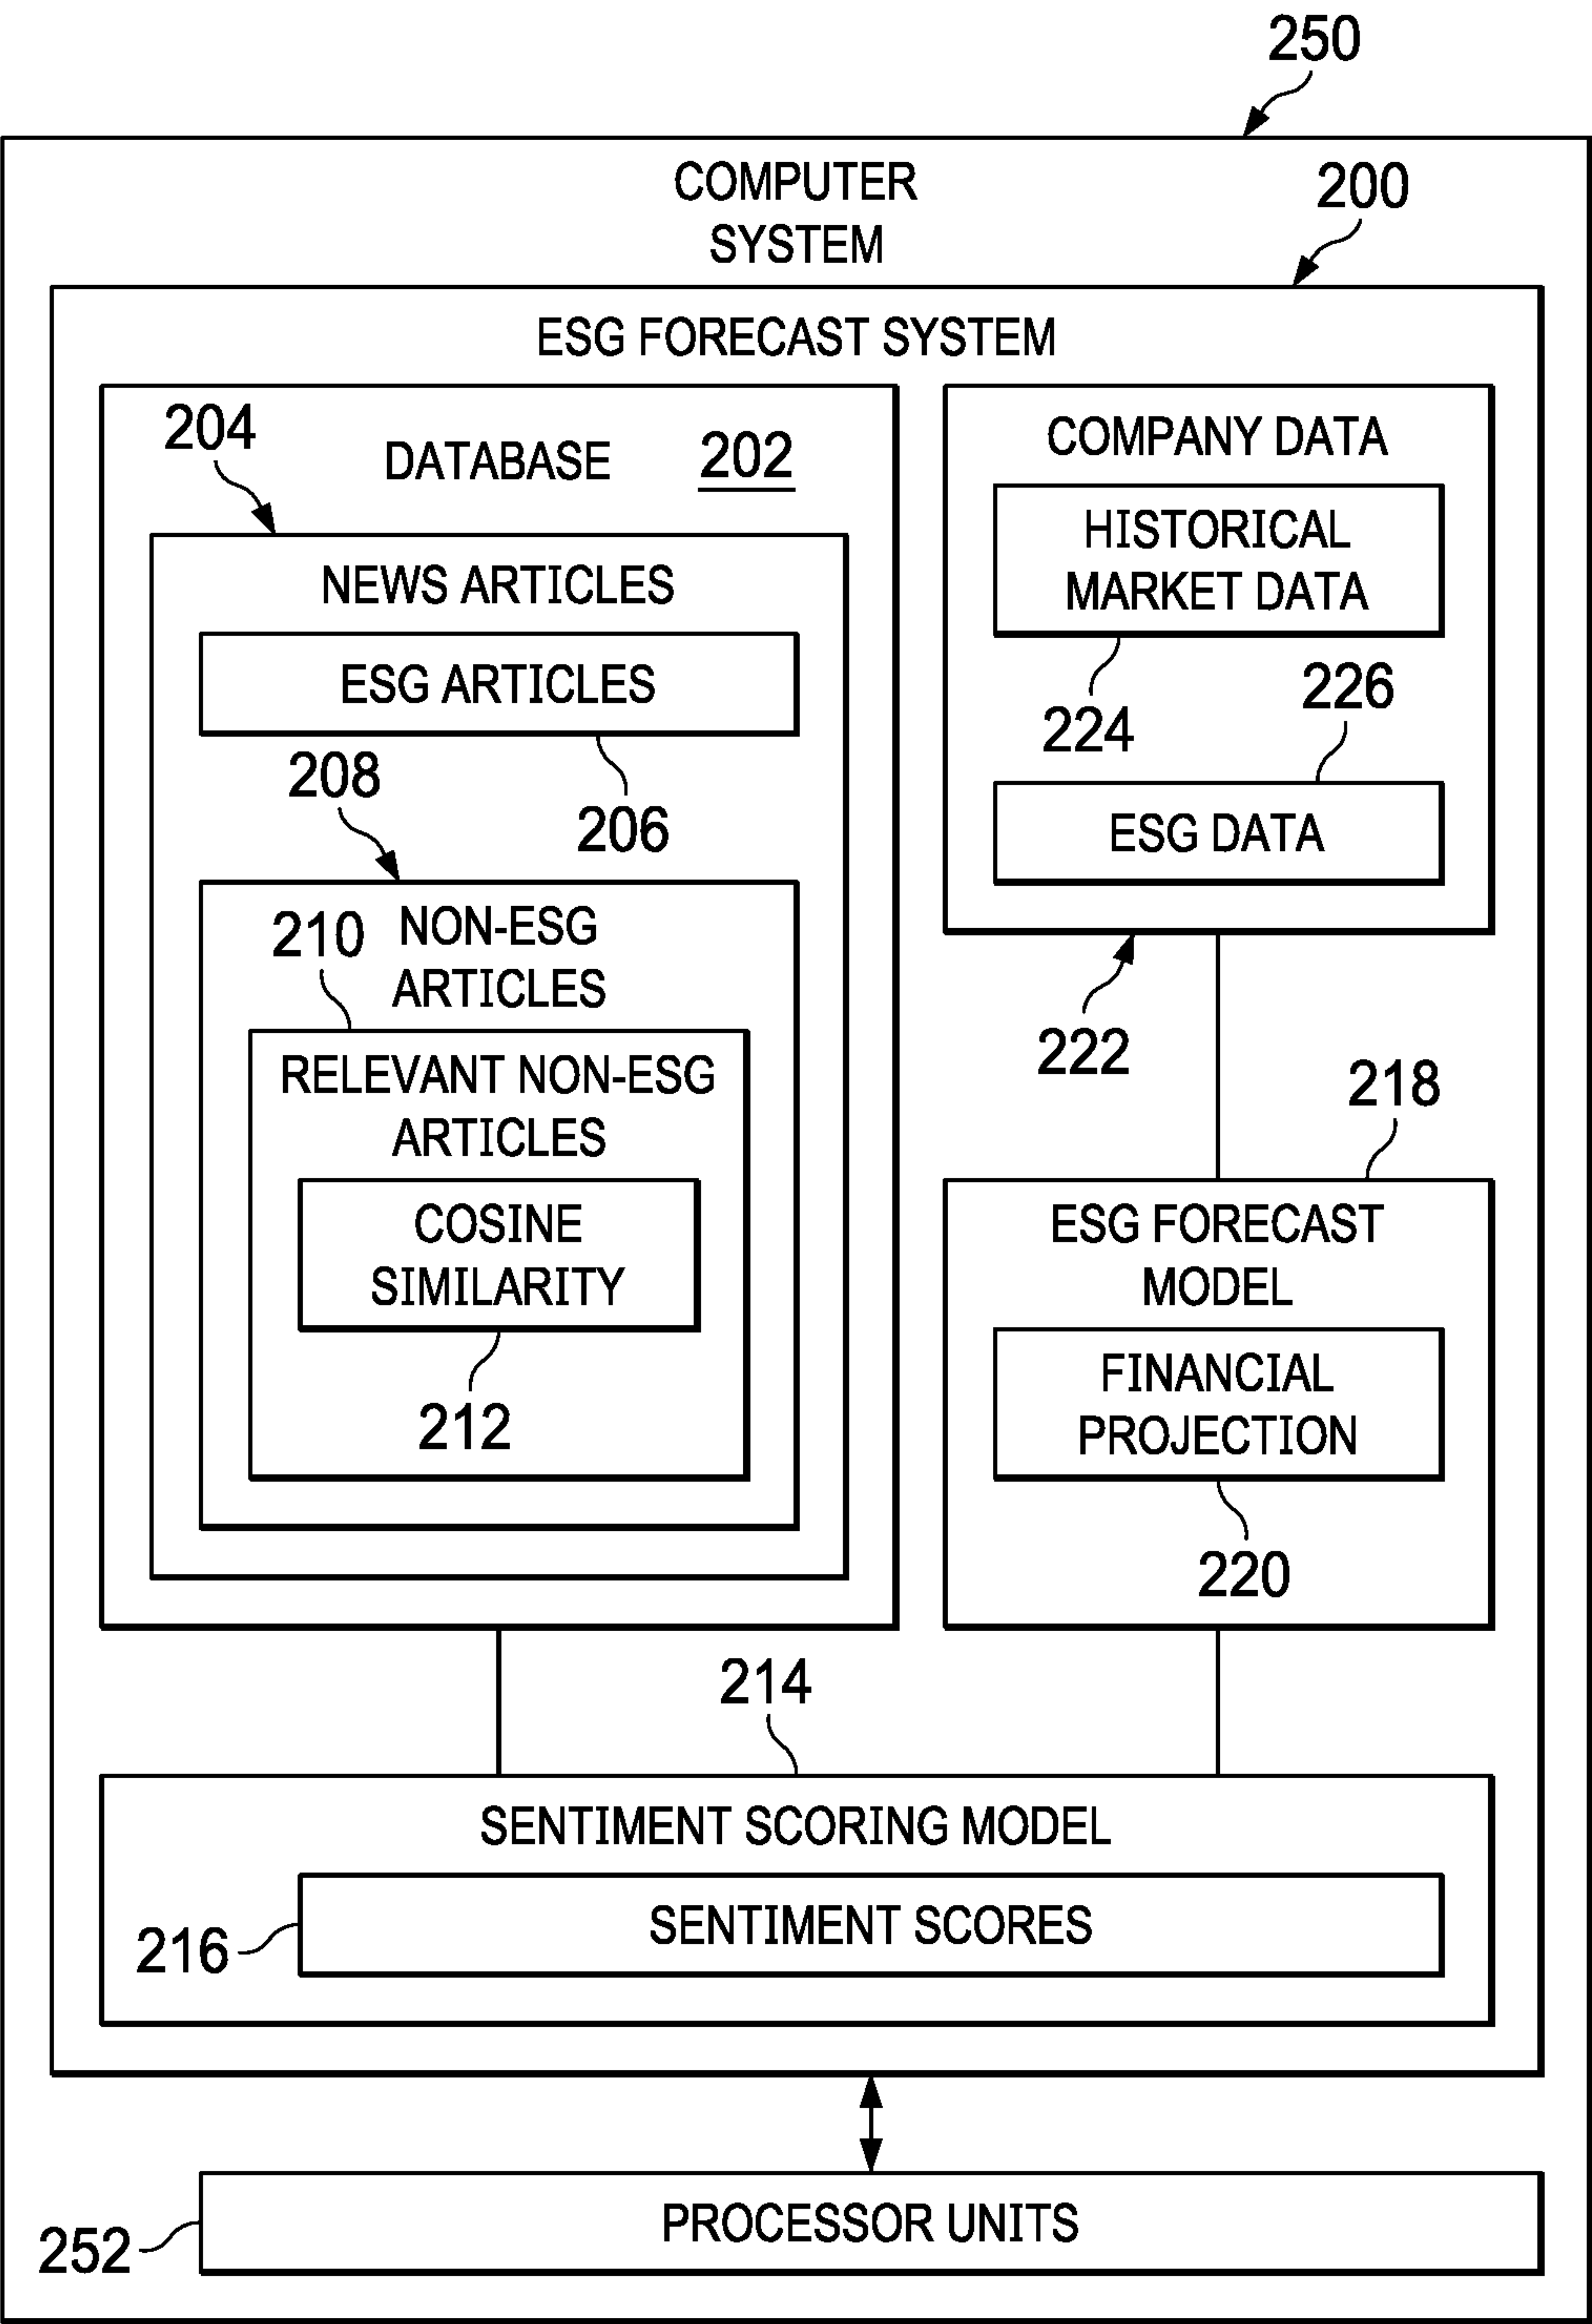 250
COMPUTER
SYSTEM
200
ESG FORECAST SYSTEM
204
DATABASE 202
NEWS ARTICLES
ESG ARTICLES
206
208
NON-ESG
ARTICLES
210
RELEVANT NON-ESG
ARTICLES
COSINE
SIMILARITY
212
COMPANY DATA
HISTORICAL
MARKET DATA
224
226
ESG DATA
222
218
ESG FORECAST
MODEL
FINANCIAL
PROJECTION
220
214
SENTIMENT SCORING MODEL
SENTIMENT SCORES
216
PROCESSOR UNITS
252